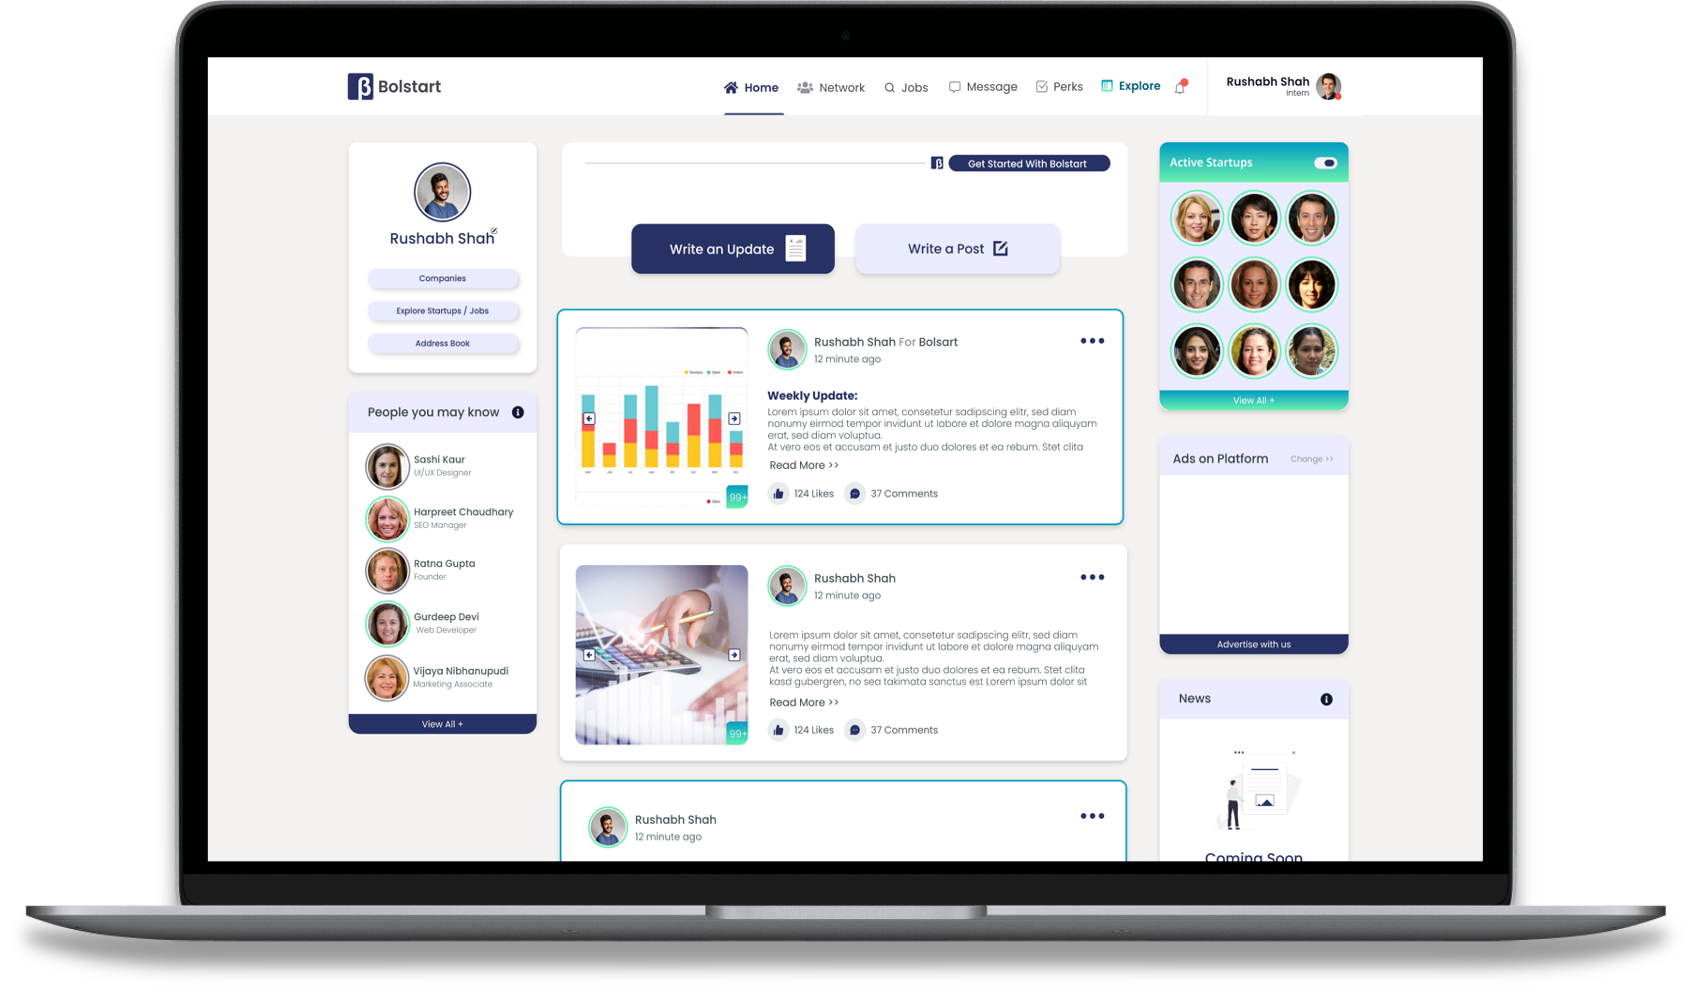 β Bolstart
Home
Network
Jobs
Message
Perks
Explore
Rushabh Shah
Intern
Rushabh Shah
Companies
Explore Startups / Jobs
Address Book
People you may know
Sashi Kaur
UI/UX Designer
Harpreet Chaudhary
SEO Manager
Ratna Gupta
Founder
Gurdeep Devi
Web Developer
Vijaya Nibhanupudi
Marketing Associate
View All +
β
Get Started With Bolstart
Write an Update
Write a Post
Rushabh Shah For Bolsart
12 minute ago
Sales
99+
Weekly Update:
Lorem ipsum dolor sit amet, consetetur sadipscing elitr, sed diam
nonumy eirmod tempor invidunt ut labore et dolore magna aliquyam
erat, sed diam voluptua.
At vero eos et accusam et justo duo dolores et ea rebum. Stet clita
Read More >>
124 Likes
37 Comments
Rushabh Shah
12 minute ago
99+
Lorem ipsum dolor sit amet, consetetur sadipscing elitr, sed diam
nonumy eirmod tempor invidunt ut labore et dolore magna aliquyam
erat, sed diam voluptua.
At vero eos et accusam et justo duo dolores et ea rebum. Stet clita
kasd gubergren, no sea takimata sanctus est Lorem ipsum dolor sit
Read More >>
124 Likes
37 Comments
Rushabh Shah
12 minute ago
Active Startups
View All +
Ads on Platform
Change >>
Advertise with us
News
Coming Soon